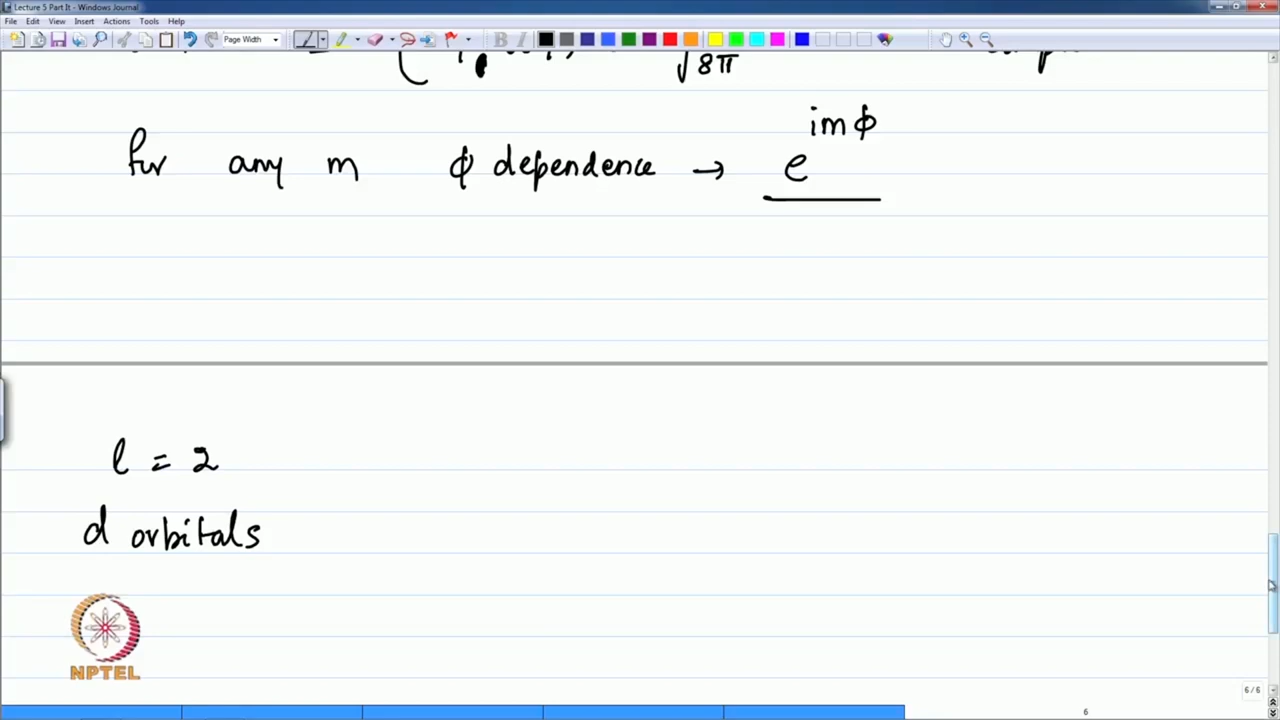 Lecture 5 Part It - Windows Journal
File Edit View Insert Actions Tools Help
Page Width
B I
√8π
for any m φ dependence → e^{imφ}
l = 2
d orbitals
NPTEL
6/6
6